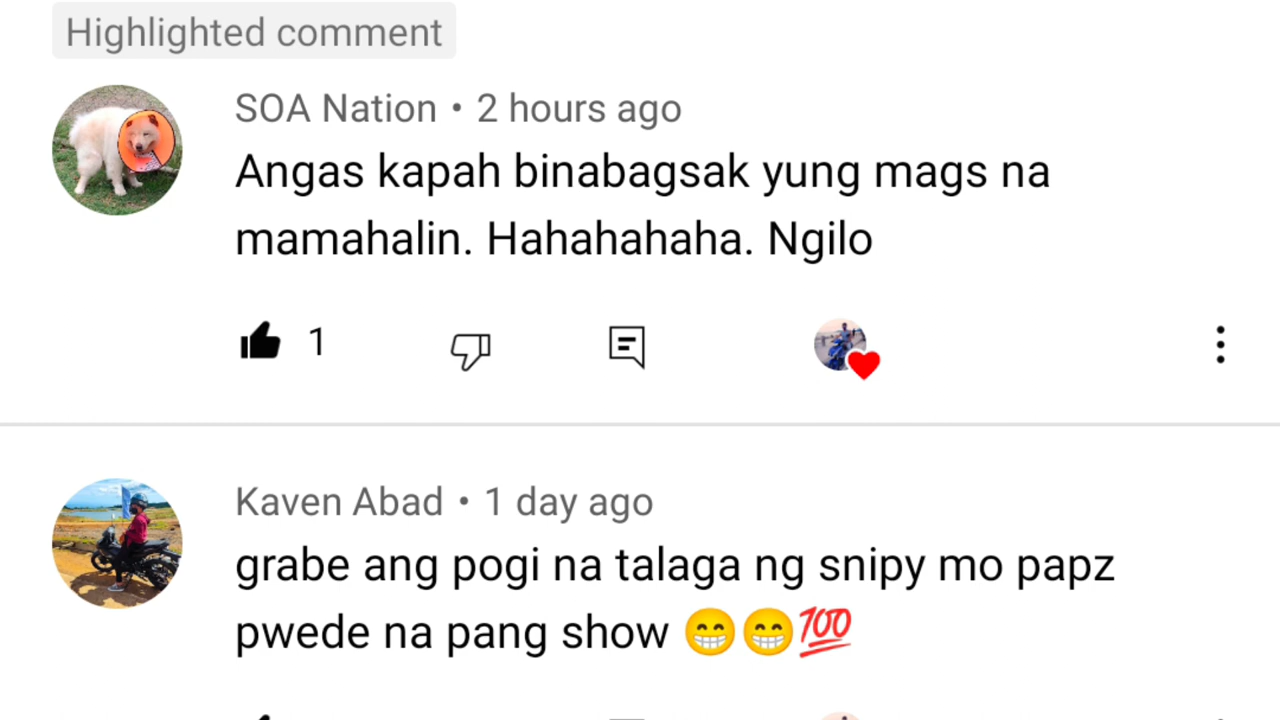 Highlighted comment
SOA Nation • 2 hours ago
Angas kapah binabagsak yung mags na
mamahalin. Hahahahaha. Ngilo
1
Kaven Abad • 1 day ago
grabe ang pogi na talaga ng snipy mo papz
pwede na pang show 😁😁💯